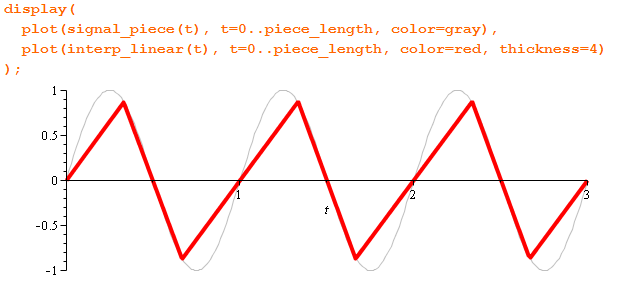 display(
plot(signal_piece(t), t=0..piece_length, color=gray),
plot(interp_linear(t), t=0..piece_length, color=red, thickness=4)
);
1
0.5
0
1
2
3
t
-0.5
-1